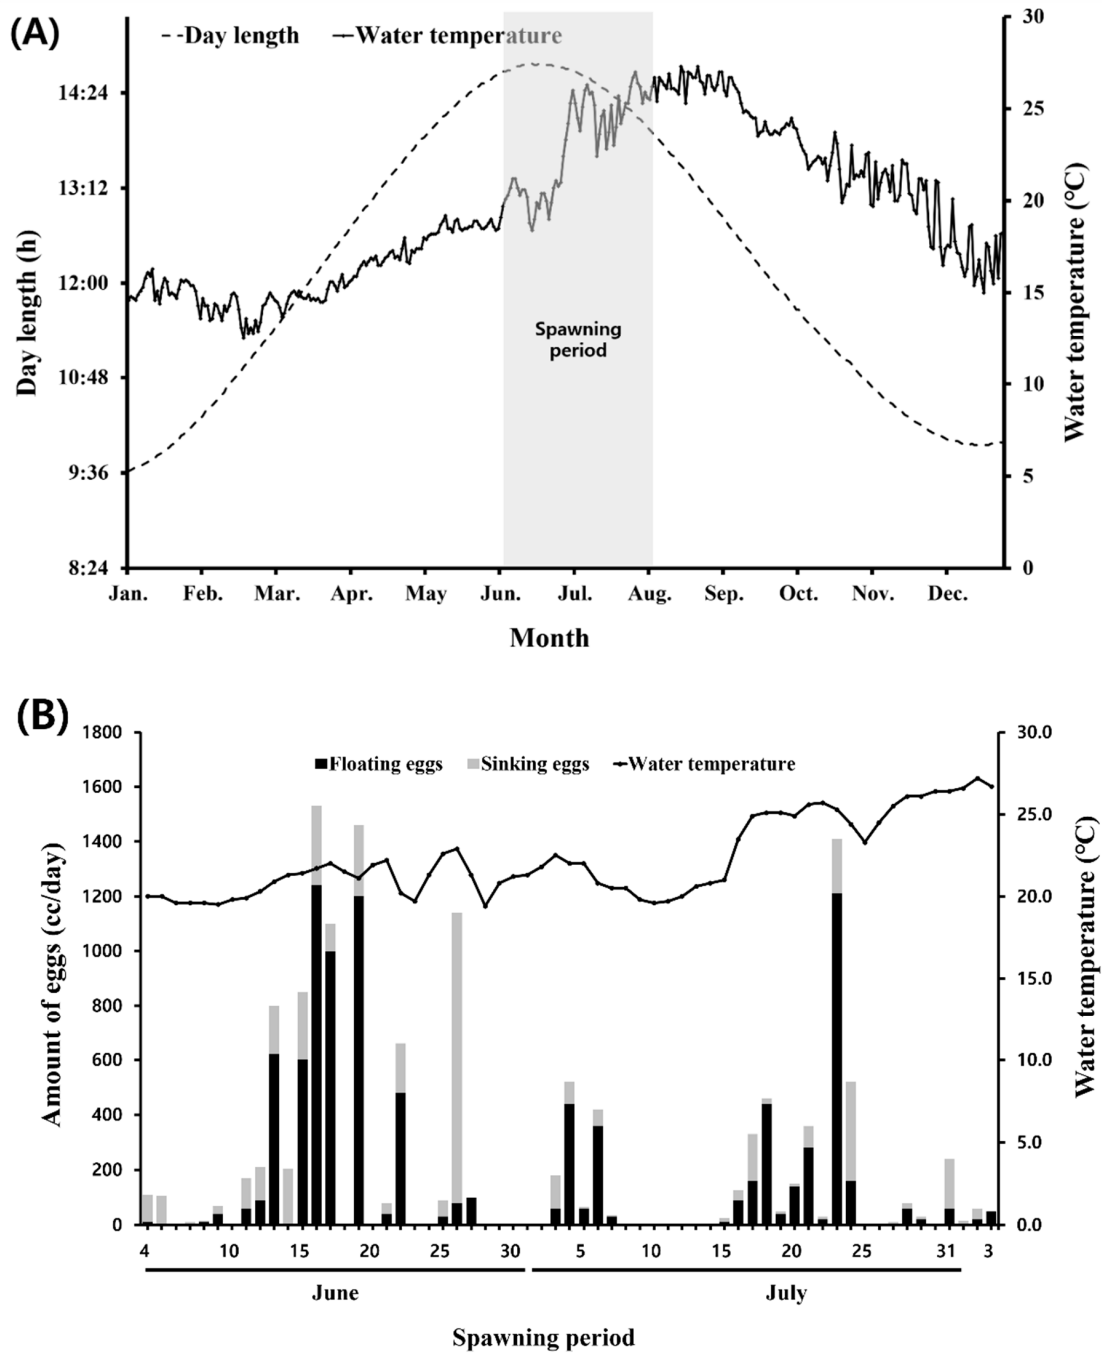 (A)
Day length Water temperature
30
14:24
25
13:12
20
12:00
15
10:48
10
9:36
5
8:24
0
Day length (h)
Water temperature (℃)
Spawning
period
Jan. Feb. Mar. Apr. May Jun. Jul. Aug. Sep. Oct. Nov. Dec.
Month
(B)
1800
1600
1400
1200
1000
800
600
400
200
0
Amount of eggs (cc/day)
Floating eggs Sinking eggs Water temperature
30.0
25.0
20.0
15.0
10.0
5.0
0.0
Water temperature (℃)
4 10 15 20 25 30 5 10 15 20 25 31 3
June July
Spawning period